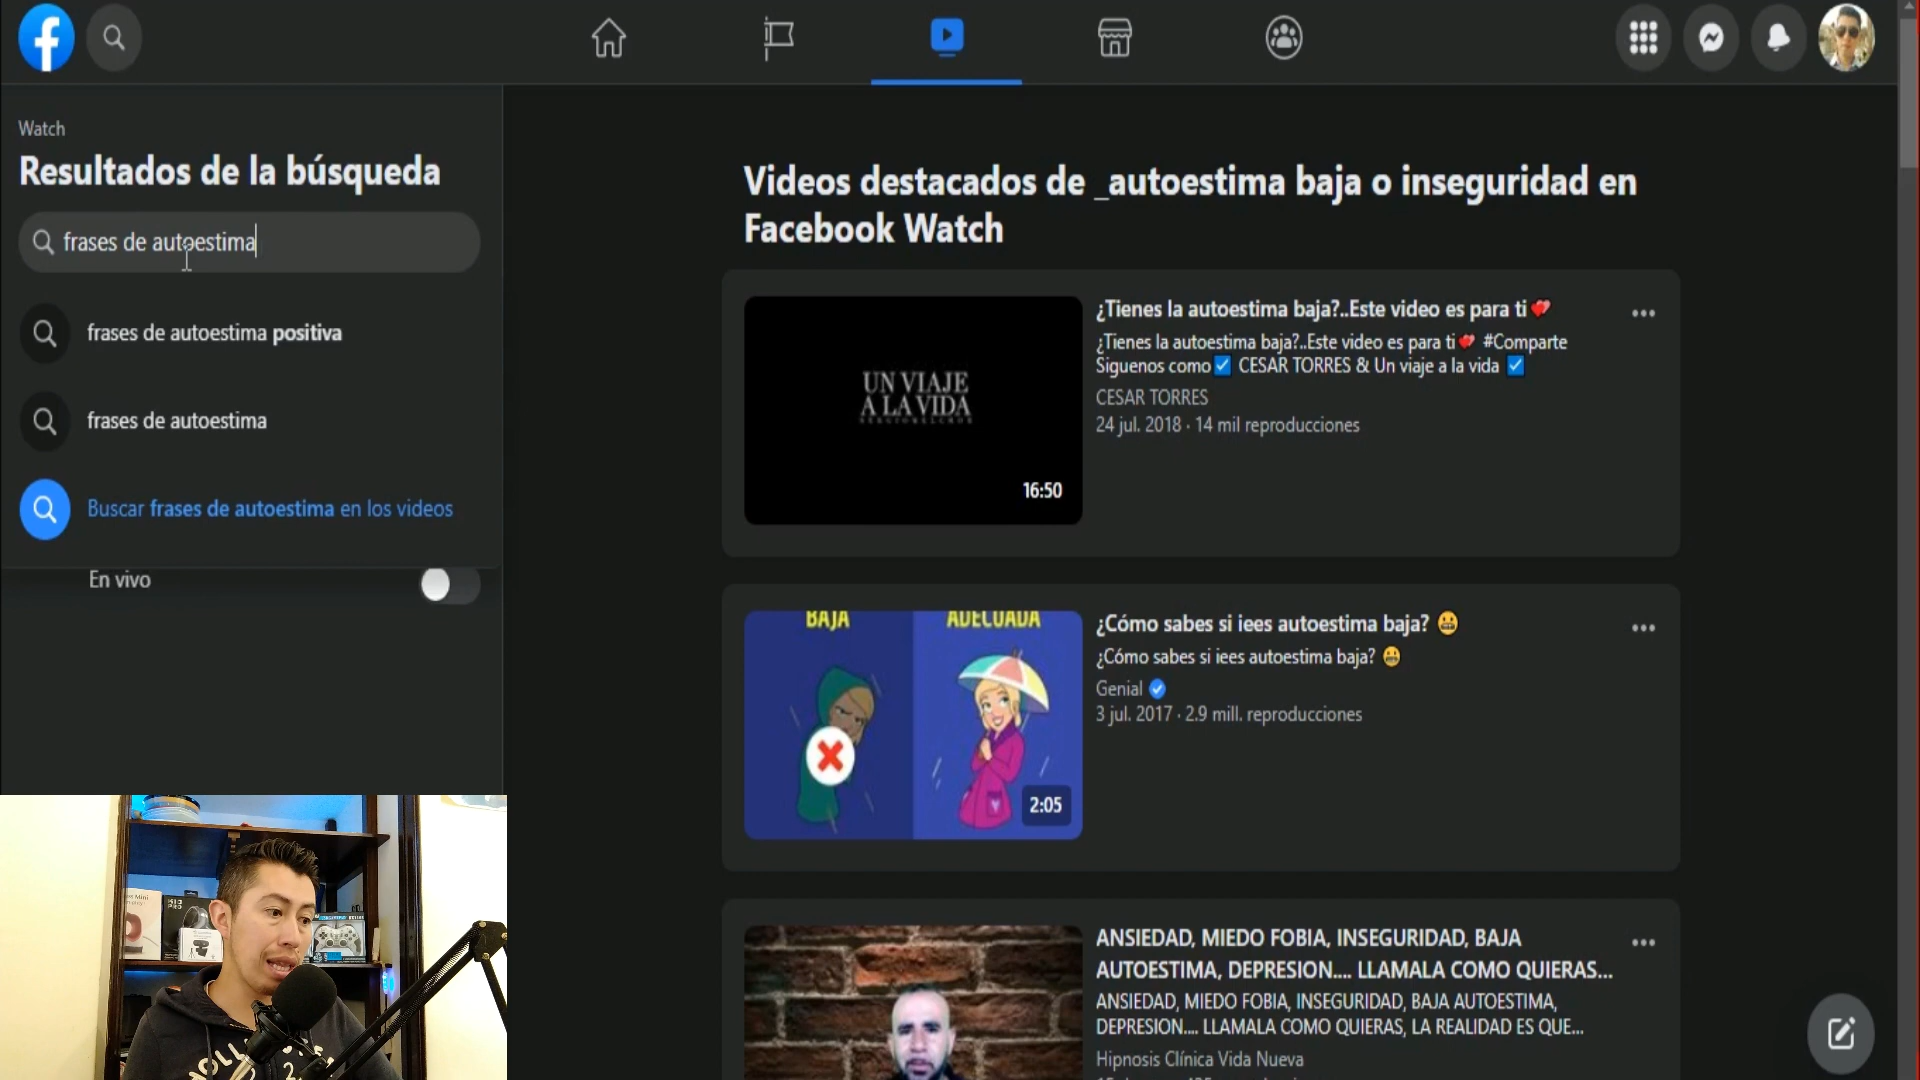 Watch
Resultados de la búsqueda
frases de autoestima
frases de autoestima positiva
frases de autoestima
Buscar frases de autoestima en los videos
En vivo
Videos destacados de _autoestima baja o inseguridad en
Facebook Watch
UN VIAJE
A LA VIDA
16:50
¿Tienes la autoestima baja?..Este video es para ti💕
¿Tienes la autoestima baja?..Este video es para ti💕 #Comparte
Siguenos como☑ CESAR TORRES & Un viaje a la vida ☑
CESAR TORRES
24 jul. 2018 · 14 mil reproducciones
BAJA
ADECUADA
2:05
¿Cómo sabes si iees autoestima baja? 😬
¿Cómo sabes si iees autoestima baja? 😬
Genial
3 jul. 2017 · 2.9 mill. reproducciones
ANSIEDAD, MIEDO FOBIA, INSEGURIDAD, BAJA
AUTOESTIMA, DEPRESION.... LLAMALA COMO QUIERAS...
ANSIEDAD, MIEDO FOBIA, INSEGURIDAD, BAJA AUTOESTIMA,
DEPRESION.... LLAMALA COMO QUIERAS, LA REALIDAD ES QUE...
Hipnosis Clínica Vida Nueva